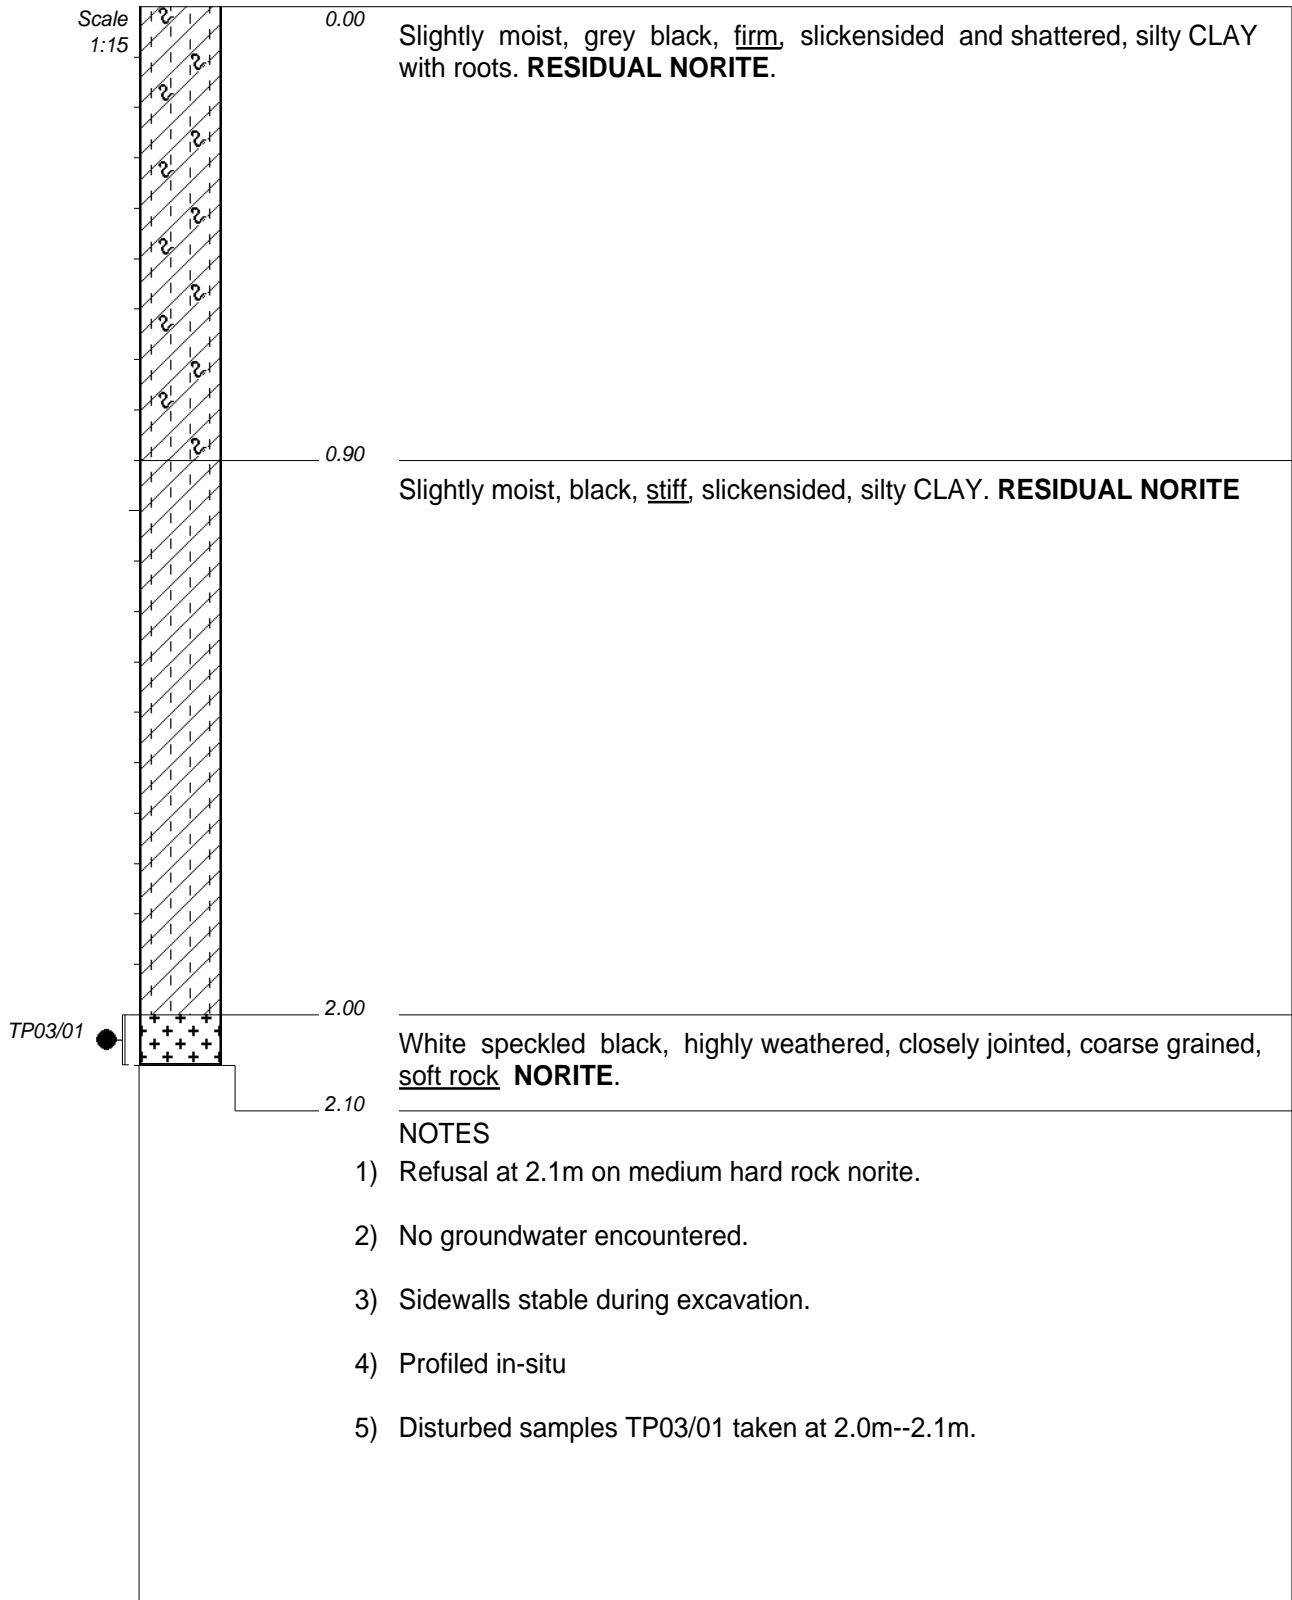 Scale
1:15
0.00
Slightly moist, grey black, firm, slickensided and shattered, silty CLAY
with roots. RESIDUAL NORITE.
0.90
Slightly moist, black, stiff, slickensided, silty CLAY. RESIDUAL NORITE
2.00
TP03/01
White speckled black, highly weathered, closely jointed, coarse grained,
soft rock NORITE.
2.10
NOTES
1) Refusal at 2.1m on medium hard rock norite.
2) No groundwater encountered.
3) Sidewalls stable during excavation.
4) Profiled in-situ
5) Disturbed samples TP03/01 taken at 2.0m--2.1m.